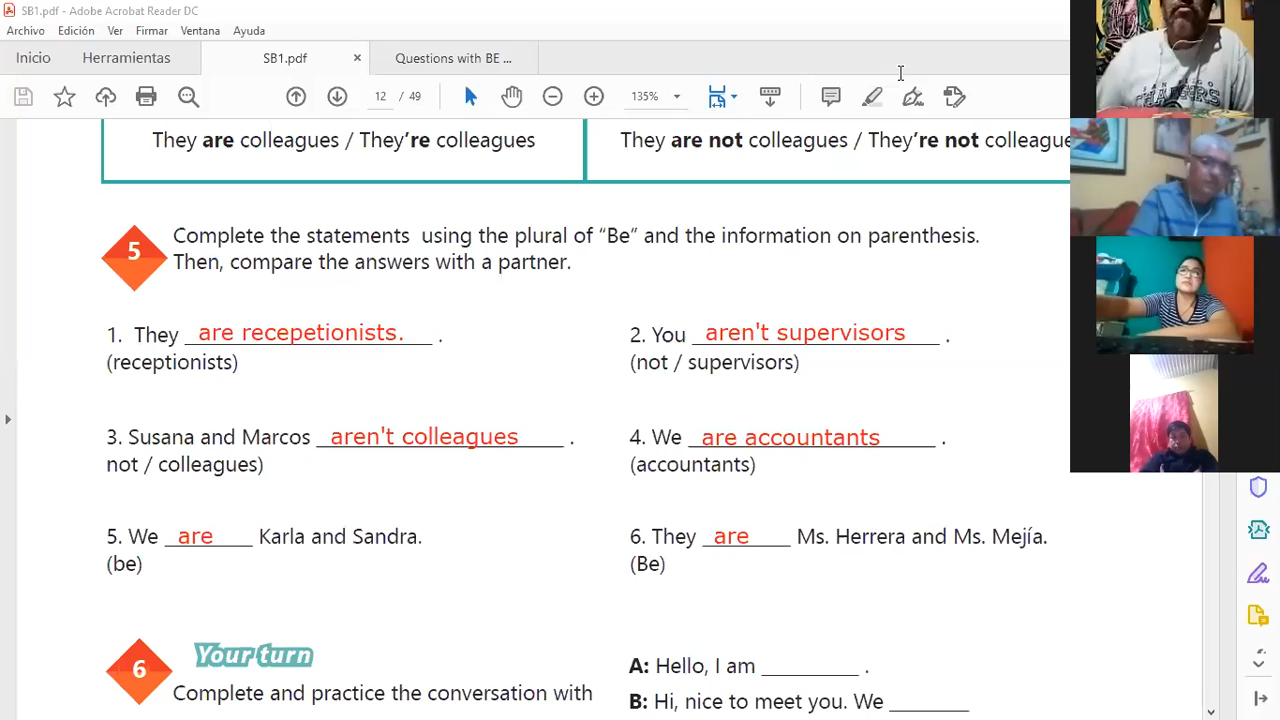 SB1.pdf - Adobe Acrobat Reader DC
Archivo Edición Ver Firmar Ventana Ayuda
Inicio Herramientas SB1.pdf × Questions with BE ...
12 / 49 135%
They are colleagues / They're colleagues
They are not colleagues / They're not colleague
5
Complete the statements using the plural of “Be” and the information on parenthesis.
Then, compare the answers with a partner.
1. They are recepetionists. .
(receptionists)
2. You aren't supervisors .
(not / supervisors)
3. Susana and Marcos aren't colleagues .
not / colleagues)
4. We are accountants .
(accountants)
5. We are Karla and Sandra.
(be)
6. They are Ms. Herrera and Ms. Mejía.
(Be)
6
Your turn
Complete and practice the conversation with
A: Hello, I am ________ .
B: Hi, nice to meet you. We ________